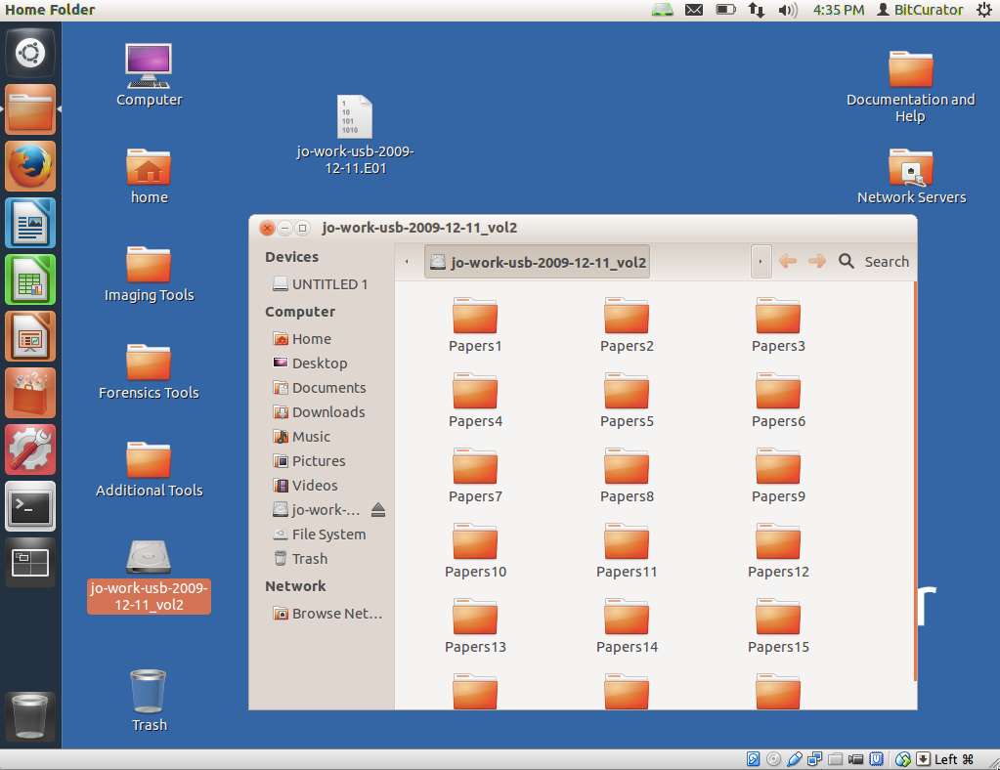 Home Folder
4:35 PM
BitCurator
Computer
home
Imaging Tools
Forensics Tools
Additional Tools
jo-work-usb-2009-
12-11_vol2
Trash
1
10
101
1010
jo-work-usb-2009-
12-11.E01
Documentation and
Help
Network Servers
jo-work-usb-2009-12-11_vol2
Devices
UNTITLED 1
Computer
Home
Desktop
Documents
Downloads
Music
Pictures
Videos
jo-work-...
File System
Trash
Network
Browse Net...
jo-work-usb-2009-12-11_vol2
Search
Papers1
Papers2
Papers3
Papers4
Papers5
Papers6
Papers7
Papers8
Papers9
Papers10
Papers11
Papers12
Papers13
Papers14
Papers15
r
Left ⌘